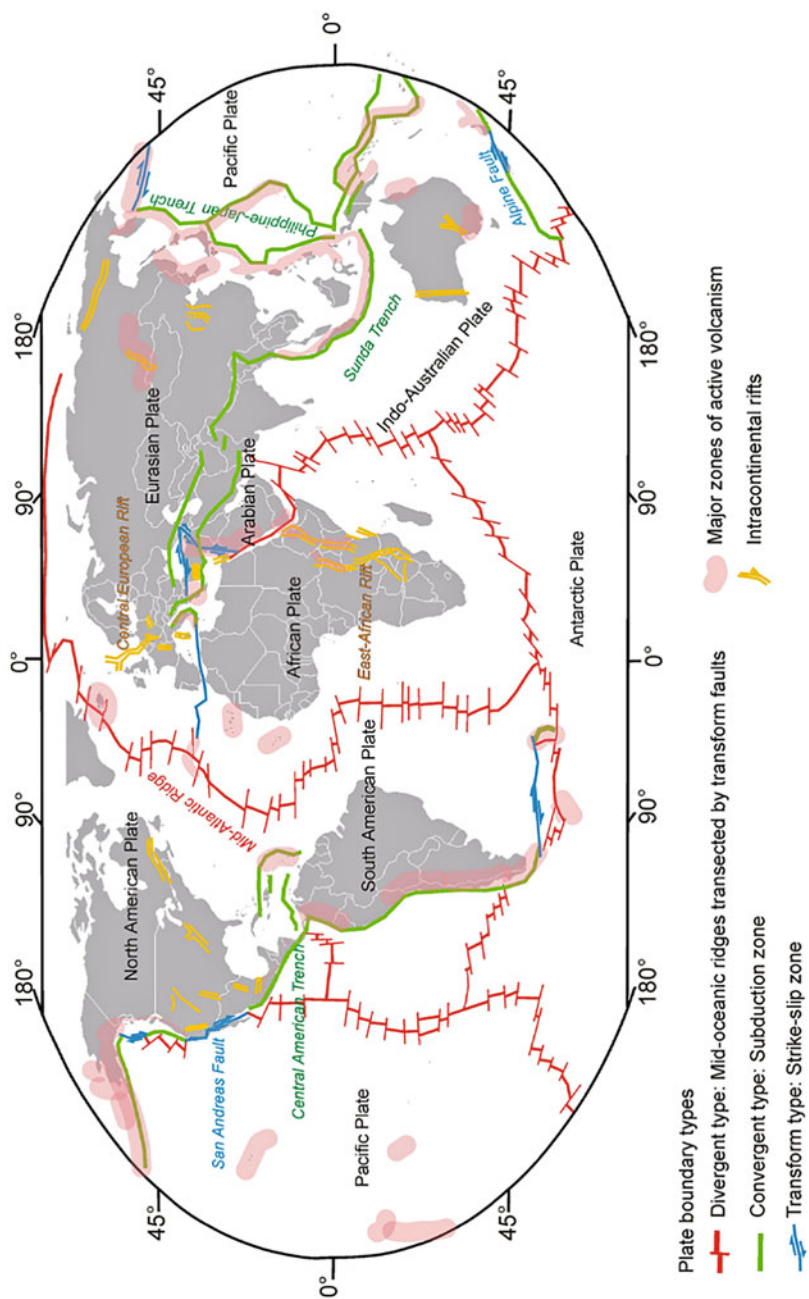 180°
90°
0°
90°
180°
45°
45°
North American Plate
Eurasian Plate
Central European Rift
Pacific Plate
Philippine-Japan Trench
San Andreas Fault
Mid-Atlantic Ridge
Arabian Plate
Central American Trench
African Plate
0°
0°
Pacific Plate
South American Plate
East-African Rift
Sunda Trench
Indo-Australian Plate
Alpine Fault
45°
45°
Antarctic Plate
180°
90°
0°
90°
180°
Plate boundary types
Divergent type: Mid-oceanic ridges transected by transform faults
Convergent type: Subduction zone
Transform type: Strike-slip zone
Major zones of active volcanism
Intracontinental rifts